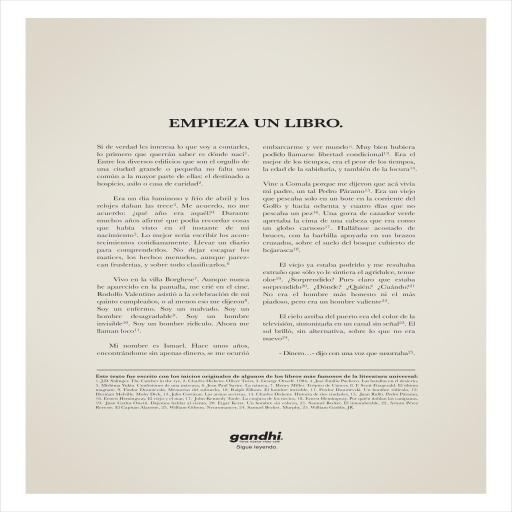 EMPIEZA UN LIBRO.
Si de verdad les interesa lo que voy a contarles,
lo primero que querrán saber es dónde nací¹.
Entre los diversos edificios que son el orgullo de
una ciudad grande o pequeña no falta uno
común a la mayor parte de ellas: el destinado a
hospicio, asilo o casa de caridad².
Era un día luminoso y frío de abril y los
relojes daban las trece³. Me acuerdo, no me
acuerdo: ¿qué año era aquél?⁴ Durante
muchos años afirmé que podía recordar cosas
que había visto en el instante de mi
nacimiento⁵. Lo mejor sería escribir los acon-
tecimientos cotidianamente. Llevar un diario
para comprenderlos. No dejar escapar los
matices, los hechos menudos, aunque parez-
can fruslerías, y sobre todo clasificarlos.⁶
Vivo en la villa Borghese⁷. Aunque nunca
he aparecido en la pantalla, me crié en el cine.
Rodolfo Valentino asistió a la celebración de mi
quinto cumpleaños, o al menos eso me dijeron⁸.
Soy un enfermo. Soy un malvado. Soy un
hombre desagradable⁹. Soy un hombre
invisible¹⁰. Soy un hombre ridículo. Ahora me
llaman loco¹¹.
Mi nombre es Ismael. Hace unos años,
encontrándome sin apenas dinero, se me ocurrió
embarcarme y ver mundo¹². Muy bien hubiera
podido llamarse libertad condicional¹³. Era el
mejor de los tiempos, era el peor de los tiempos,
la edad de la sabiduría, y también de la locura¹⁴.
Vine a Comala porque me dijeron que acá vivía
mi padre, un tal Pedro Páramo¹⁵. Era un viejo
que pescaba solo en un bote en la corriente del
Golfo y hacía ochenta y cuatro días que no
pescaba un pez¹⁶. Una gorra de cazador verde
apretaba la cima de una cabeza que era como
un globo carnoso¹⁷. Hallábase acostado de
bruces, con la barbilla apoyada en sus brazos
cruzados, sobre el suelo del bosque cubierto de
hojarasca¹⁸.
El viejo ya estaba podrido y me resultaba
extraño que sólo yo le sintiera el agridulce, tenue
olor¹⁹. ¿Sorprendido? Pues claro que estaba
sorprendido²⁰. ¿Dónde? ¿Quién? ¿Cuándo?²¹
No era el hombre más honesto ni el más
piadoso, pero era un hombre valiente²².
El cielo arriba del puerto era del color de la
televisión, sintonizada en un canal sin señal²³. El
sol brilló, sin alternativa, sobre lo que no era
nuevo²⁴.
- Dinero. . . - dijo con una voz que susurraba²⁵.
Este texto fue escrito con los inicios originales de algunos de los libros más famosos de la literatura universal:
gandhi.
Sigue leyendo.